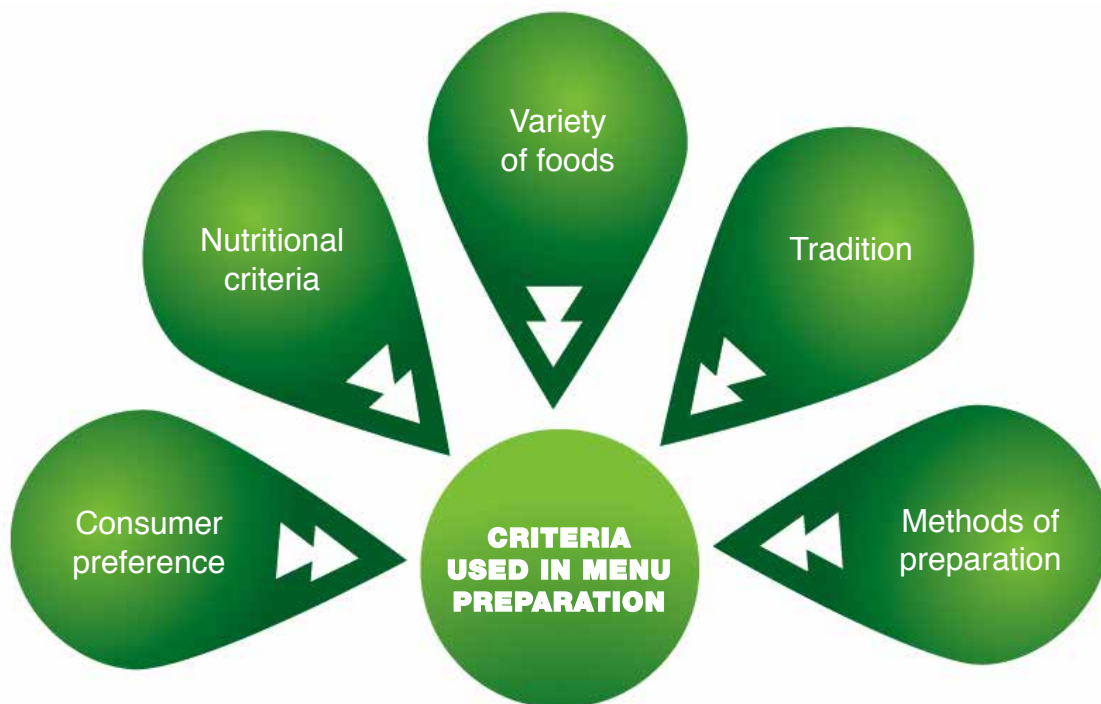 Variety
of foods
Nutritional
criteria
Tradition
Consumer
preference
Methods of
preparation
CRITERIA
USED IN MENU
PREPARATION